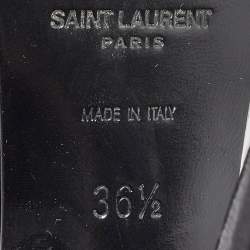 SAINT LAURENT
PARIS
MADE IN ITALY
36½